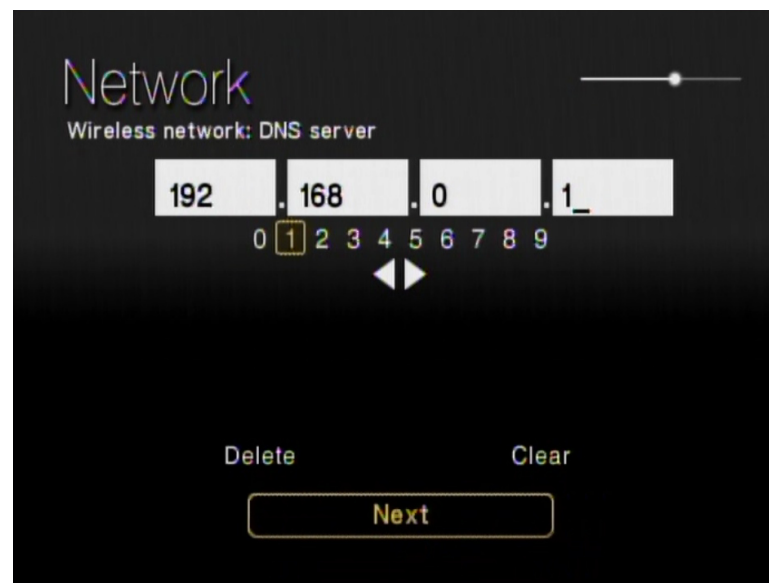 Network
Wireless network: DNS server
192 . 168 . 0 . 1_
0 1 2 3 4 5 6 7 8 9
Delete Clear
Next